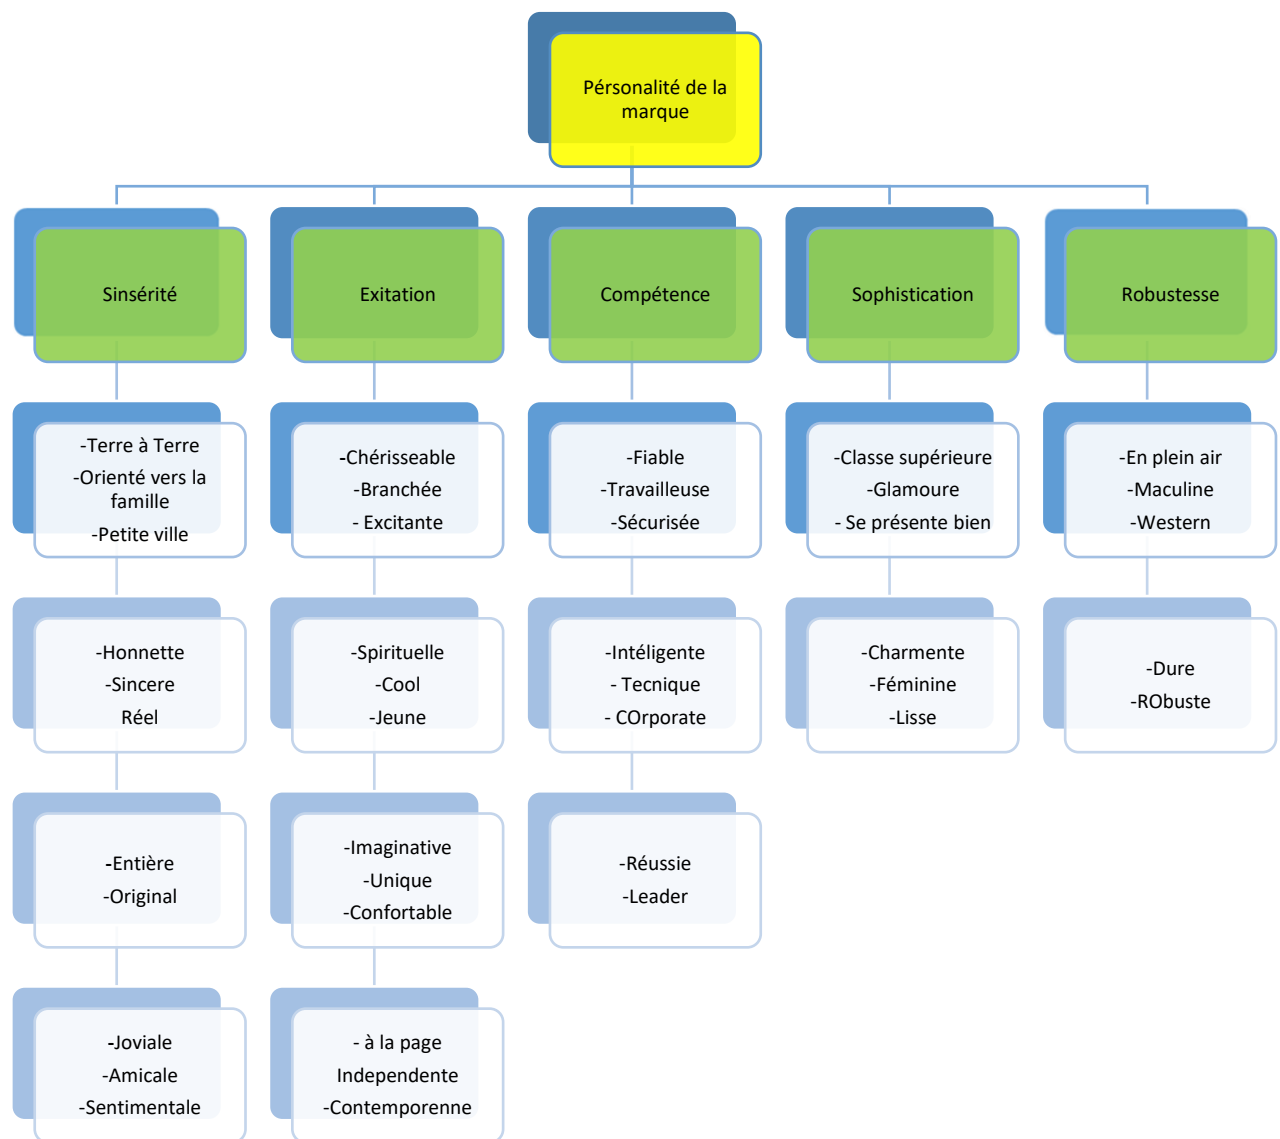 Pérsonalité de la
marque
Sinsérité
Exitation
Compétence
Sophistication
Robustesse
-Terre à Terre
-Orienté vers la
famille
-Petite ville
-Chérisseable
-Branchée
- Excitante
-Fiable
-Travailleuse
-Sécurisée
-Classe supérieure
-Glamoure
- Se présente bien
-En plein air
-Maculine
-Western
-Honnette
-Sincere
Réel
-Spirituelle
-Cool
-Jeune
-Intéligente
- Tecnique
- COrporate
-Charmente
-Féminine
-Lisse
-Dure
-RObuste
-Entière
-Original
-Imaginative
-Unique
-Confortable
-Réussie
-Leader
-Joviale
-Amicale
-Sentimentale
- à la page
Independente
-Contemporenne